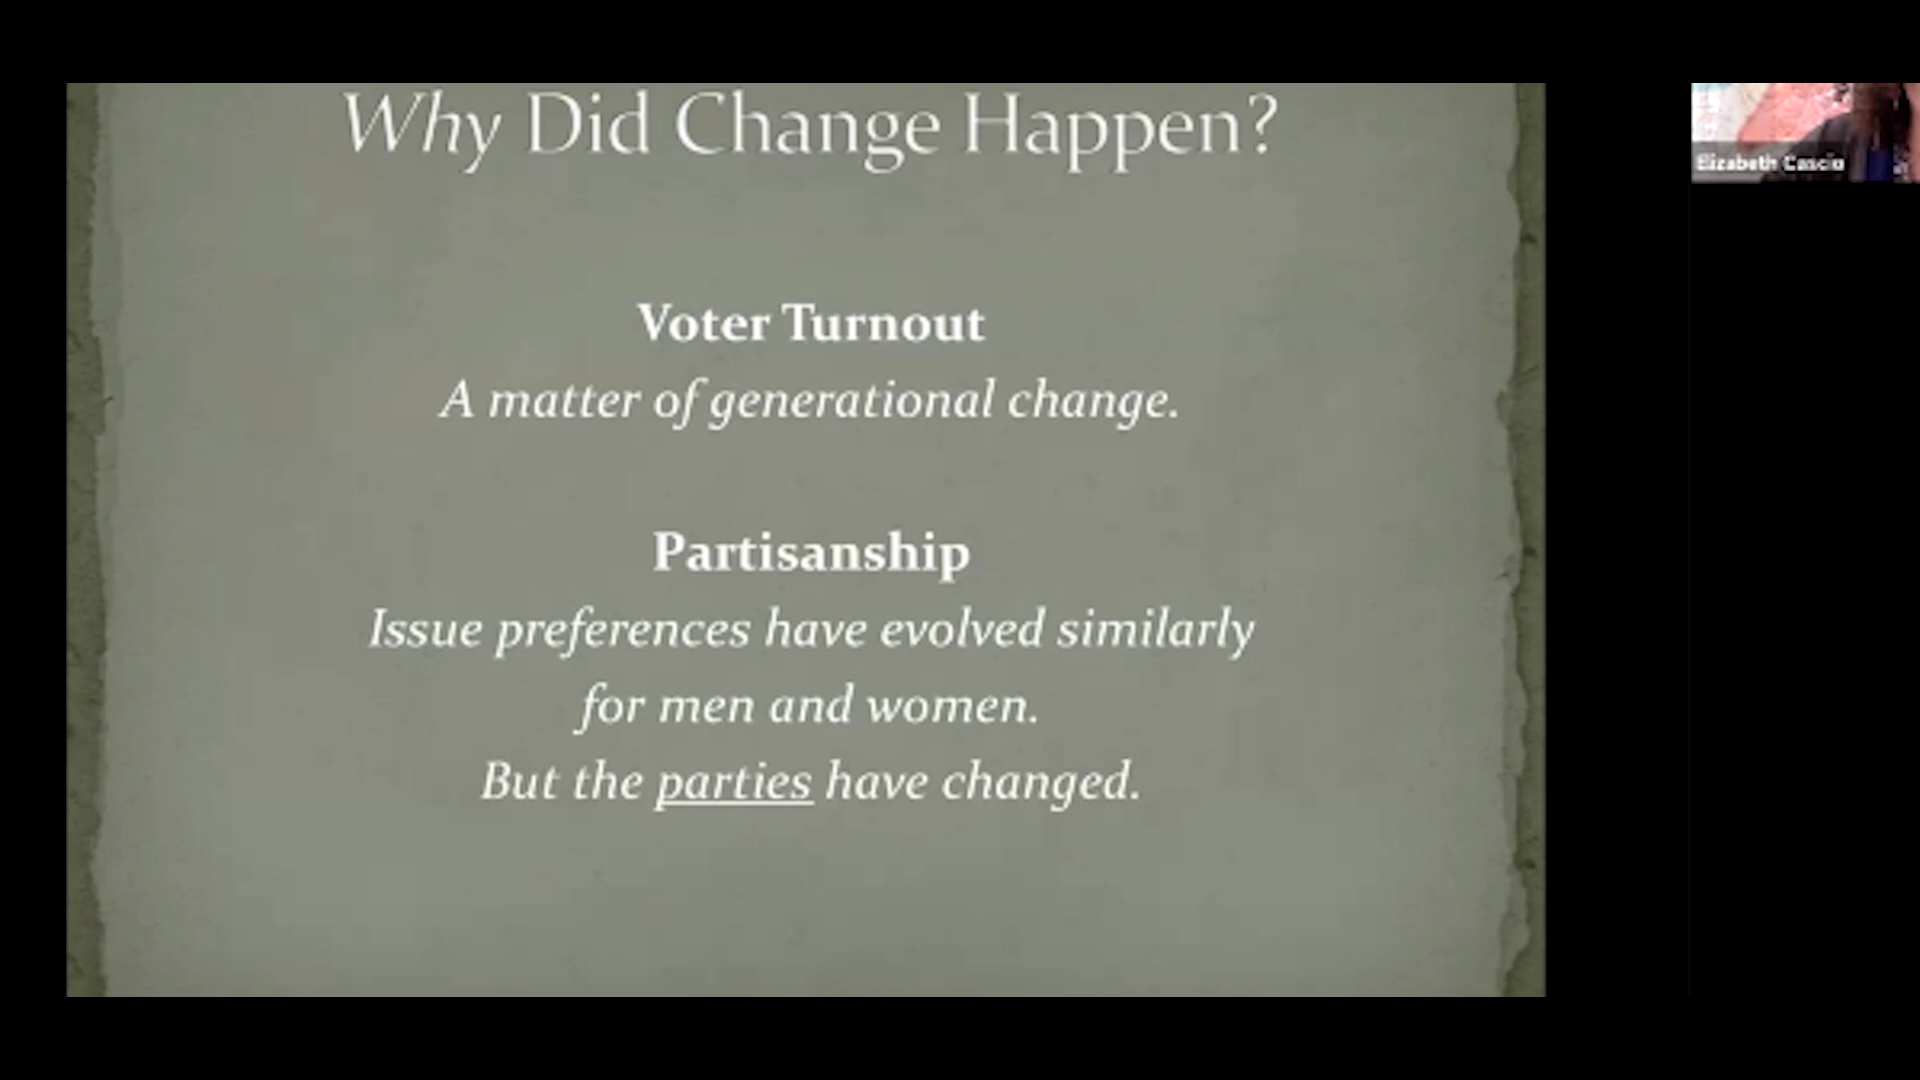 Why Did Change Happen?
Elizabeth Cascio
Voter Turnout
A matter of generational change.
Partisanship
Issue preferences have evolved similarly
for men and women.
But the parties have changed.